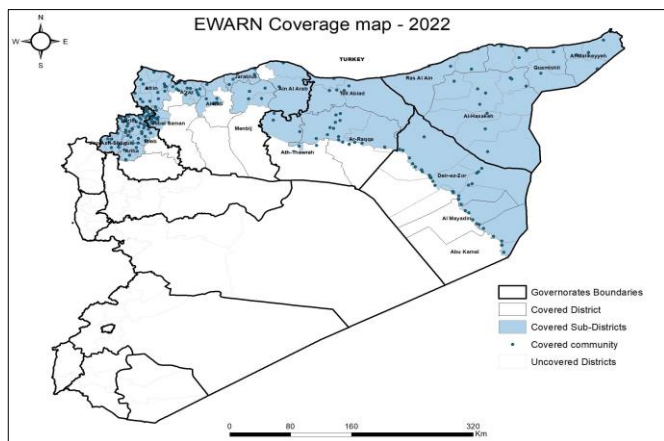 EWARN Coverage map - 2022
N
W E
S
TURKEY
Al-Malikeyyeh
Quamishli
Ras Al Ain
Jarablus
Afrin
Ain Al Arab
Tell Abiad
Al Bab
Jebel Saman
Al-Hasakeh
Menbij
Ar-Raqqa
Ariha
Ath-Thawrah
Deir-ez-Zor
Al Mayadin
Abu Kamal
Governorates Boundaries
Covered District
Covered Sub-Districts
Covered community
Uncovered Districts
0 80 160 240 320
Km